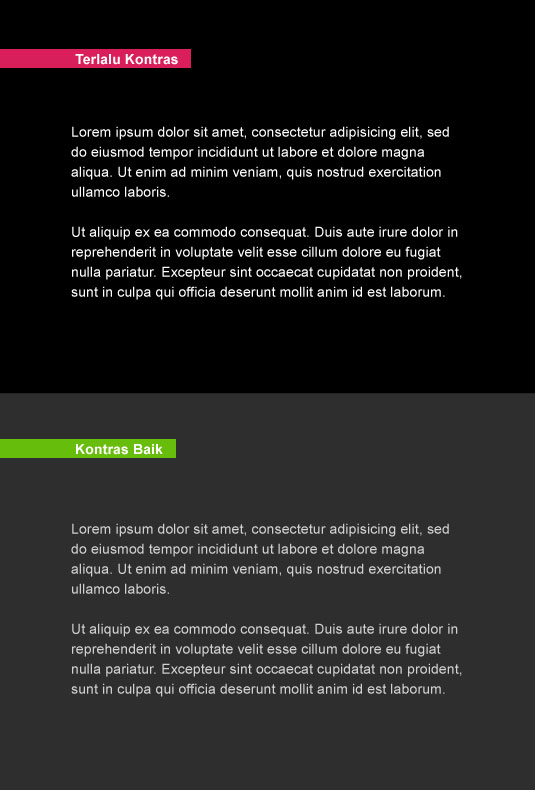 Terlalu Kontras
Lorem ipsum dolor sit amet, consectetur adipisicing elit, sed
do eiusmod tempor incididunt ut labore et dolore magna
aliqua. Ut enim ad minim veniam, quis nostrud exercitation
ullamco laboris.
Ut aliquip ex ea commodo consequat. Duis aute irure dolor in
reprehenderit in voluptate velit esse cillum dolore eu fugiat
nulla pariatur. Excepteur sint occaecat cupidatat non proident,
sunt in culpa qui officia deserunt mollit anim id est laborum.
Kontras Baik
Lorem ipsum dolor sit amet, consectetur adipisicing elit, sed
do eiusmod tempor incididunt ut labore et dolore magna
aliqua. Ut enim ad minim veniam, quis nostrud exercitation
ullamco laboris.
Ut aliquip ex ea commodo consequat. Duis aute irure dolor in
reprehenderit in voluptate velit esse cillum dolore eu fugiat
nulla pariatur. Excepteur sint occaecat cupidatat non proident,
sunt in culpa qui officia deserunt mollit anim id est laborum.